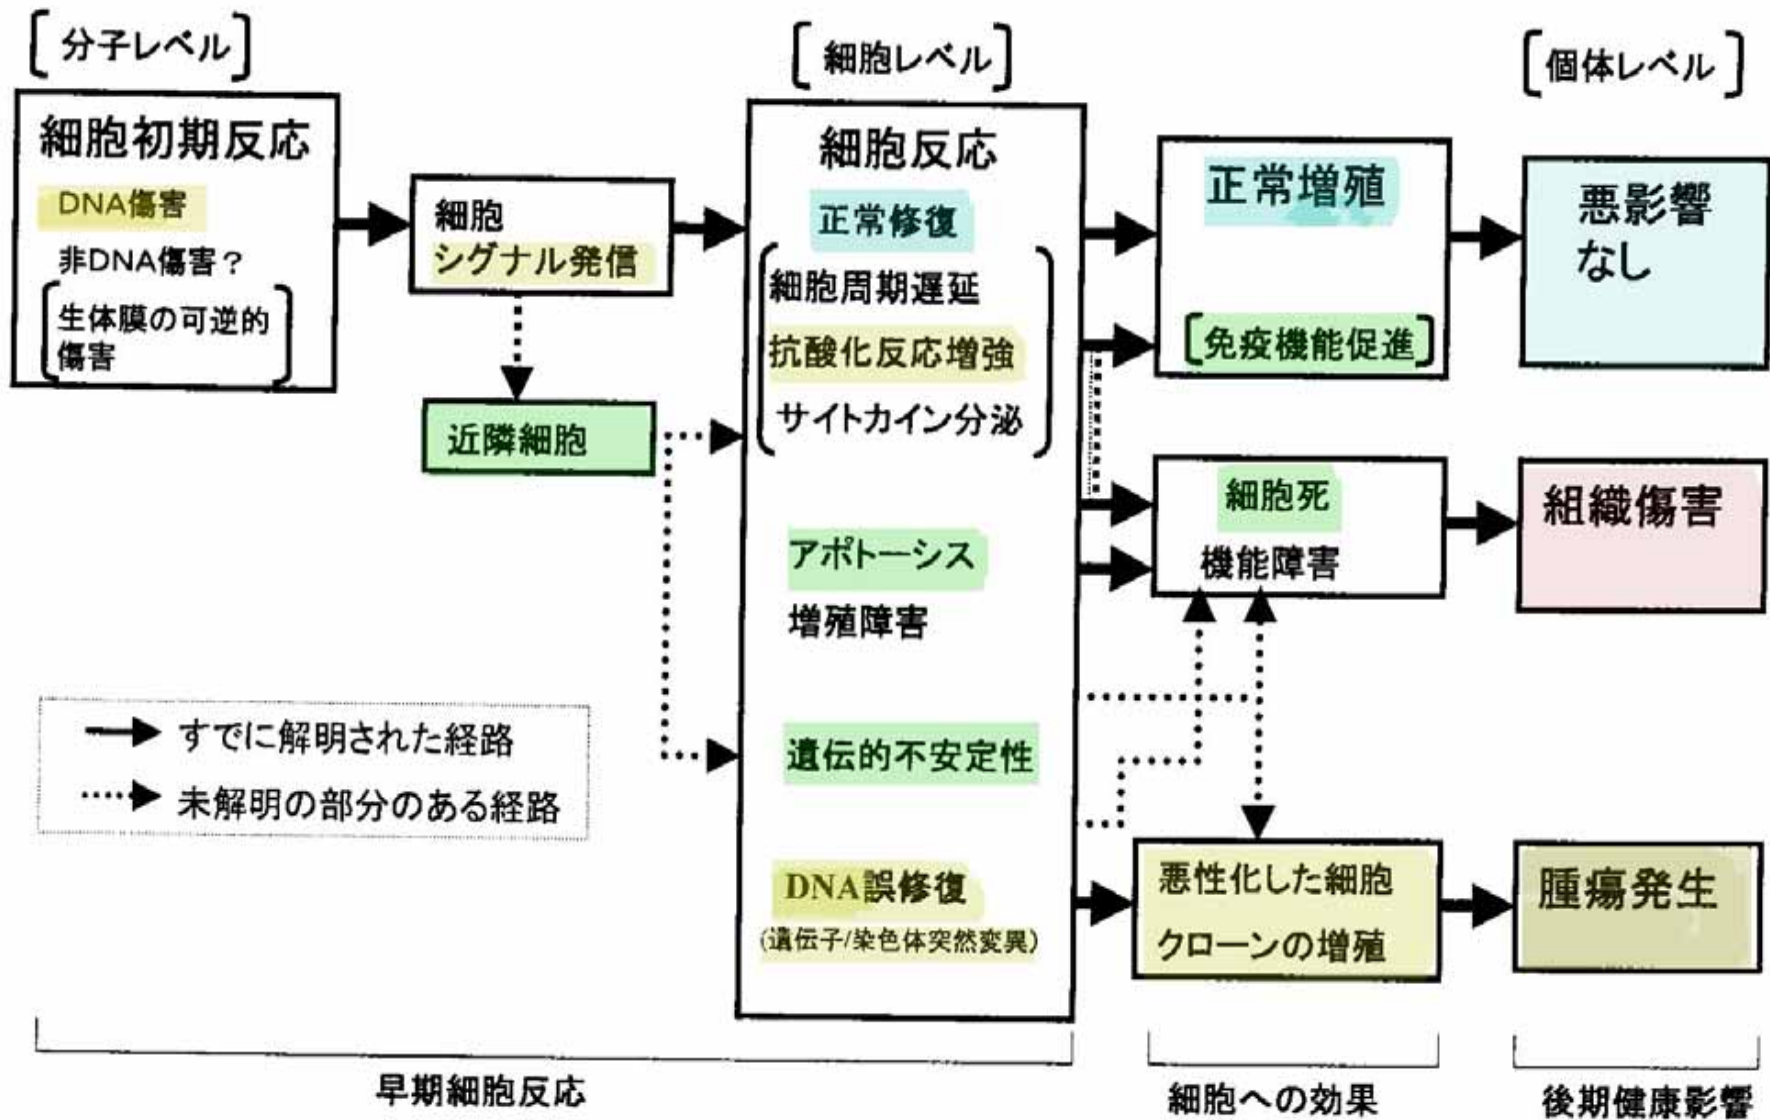 [分子レベル]
[細胞レベル]
[個体レベル]
細胞初期反応
DNA傷害
非DNA傷害？
[生体膜の可逆的
傷害]
細胞
シグナル発信
近隣細胞
細胞反応
正常修復
細胞周期遅延
抗酸化反応増強
サイトカイン分泌
アポトーシス
増殖障害
遺伝的不安定性
DNA誤修復
(遺伝子/染色体突然変異)
正常増殖
[免疫機能促進]
細胞死
機能障害
悪性化した細胞
クローンの増殖
悪影響
なし
組織傷害
腫瘍発生
すでに解明された経路
未解明の部分のある経路
早期細胞反応
細胞への効果
後期健康影響